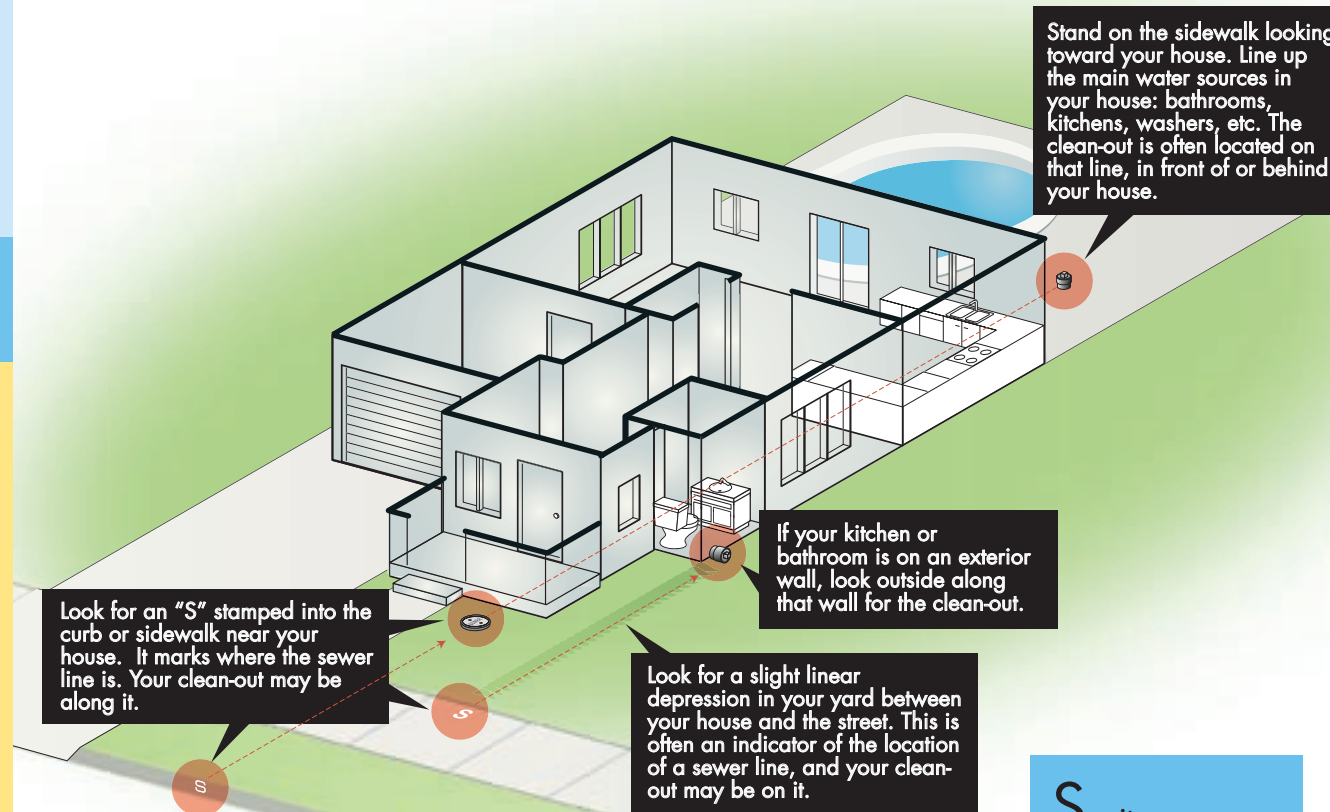 Stand on the sidewalk looking
toward your house. Line up
the main water sources in
your house: bathrooms,
kitchens, washers, etc. The
clean-out is often located on
that line, in front of or behind
your house.
If your kitchen or
bathroom is on an exterior
wall, look outside along
that wall for the clean-out.
Look for an “S” stamped into the
curb or sidewalk near your
house.  It marks where the sewer
line is. Your clean-out may be
along it.
Look for a slight linear
depression in your yard between
your house and the street. This is
often an indicator of the location
of a sewer line, and your clean-
out may be on it.
S
S
S